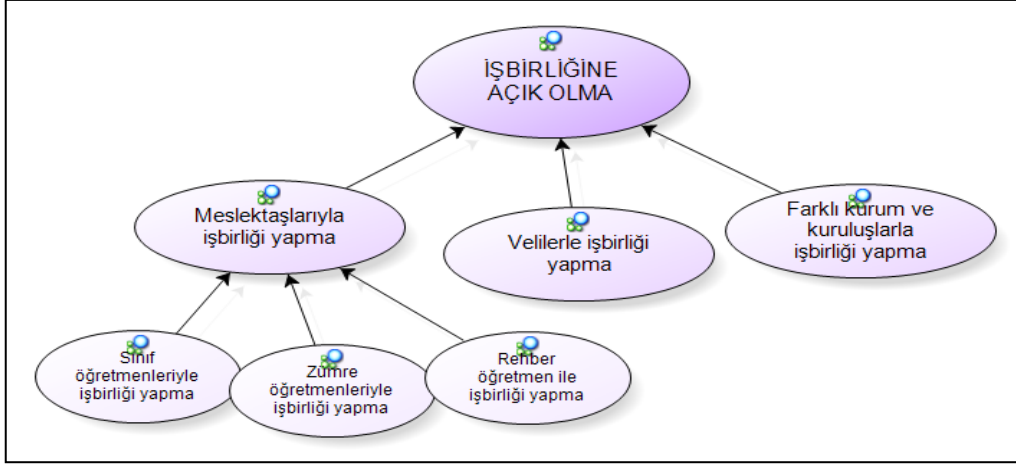 İŞBİRLİĞİNE
AÇIK OLMA
Meslektaşlarıyla
işbirliği yapma
Velilerle işbirliği
yapma
Farklı kurum ve
kuruluşlarla
işbirliği yapma
Sınıf
öğretmenleriyle
işbirliği yapma
Zümre
öğretmenleriyle
işbirliği yapma
Rehber
öğretmen ile
işbirliği yapma